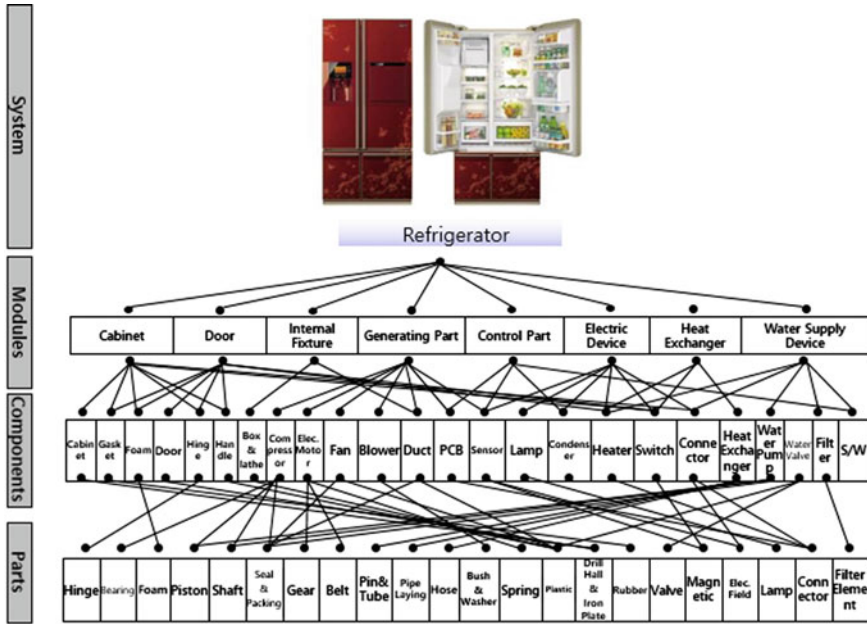 System
Refrigerator
Modules
Cabinet
Door
Internal
Fixture
Generating Part
Control Part
Electric
Device
Heat
Exchanger
Water Supply
Device
Components
Cabin
et
Gask
et
Foam
Door
Hing
e
Han
dle
Box
&
lathe
Com
press
or
Elec.
Moto
r
Fan
Blower
Duct
PCB
Sensor
Lamp
Condens
er
Heater
Switch
Conne
ctor
Heat
Excha
nger
Wat
er
Pum
p
Water
Valve
Filt
er
S/W
Parts
Hinge
Bearing
Foam
Piston
Shaft
Seal
&
Packing
Gear
Belt
Pin&
Tube
Pipe
Laying
Hose
Bush
&
Washer
Spring
Plastic
Drill
Hall
&
Iron
Plate
Rubber
Valve
Magn
etic
Elec.
Field
Lamp
Conn
ector
Filter
Eleme
nt